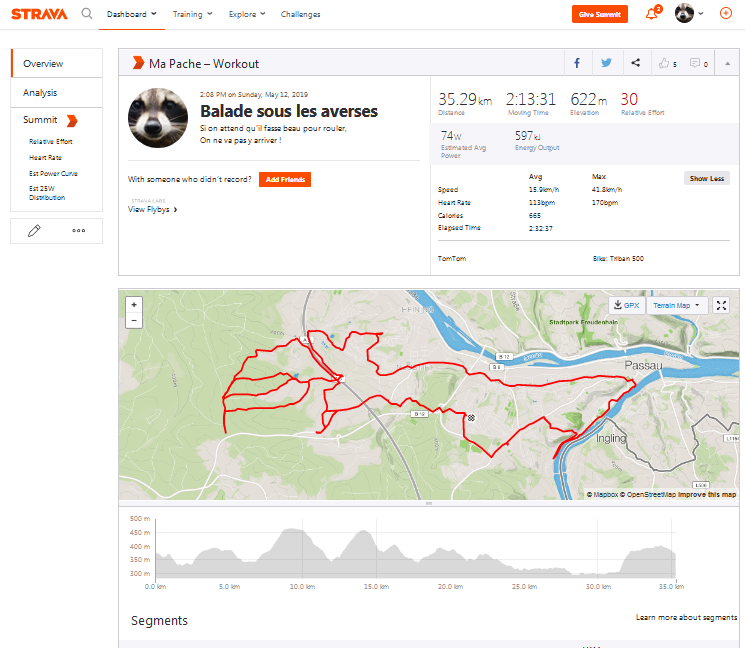 STRAVA
Dashboard
Training
Explore
Challenges
Give Summit
2
Overview
Analysis
Summit
Relative Effort
Heart Rate
Est Power Curve
Est 25W
Distribution
Ma Pache – Workout
5
0
2:08 PM on Sunday, May 12, 2019
Balade sous les averses
Si on attend qu'il fasse beau pour rouler,
On ne va pas y arriver !
With someone who didn't record?
Add Friends
STRAVA LABS
View Flybys
35.29km
2:13:31
622m
30
Distance
Moving Time
Elevation
Relative Effort
74W
597kJ
Estimated Avg
Power
Energy Output
Avg
Max
Show Less
Speed
15.9km/h
41.8km/h
Heart Rate
113bpm
170bpm
Calories
665
Elapsed Time
2:32:37
TomTom
Bike: Triban 500
+
−
GPX
Terrain Map
Stadtpark Freudenhain
B 12
B 8
Passau
B 12
Ingling
© Mapbox © OpenStreetMap Improve this map
500 m
450 m
400 m
350 m
300 m
0.0 km
5.0 km
10.0 km
15.0 km
20.0 km
25.0 km
30.0 km
35.0 km
Segments
Learn more about segments